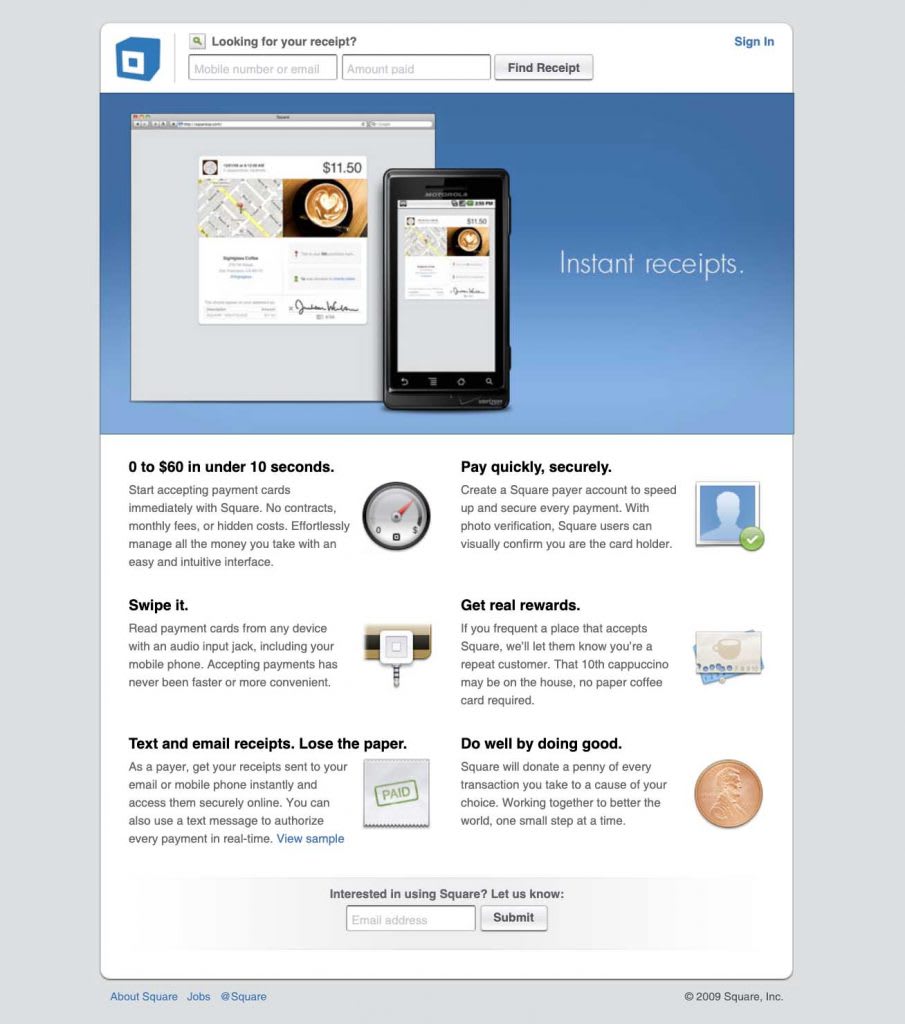 Looking for your receipt?
Sign In
Mobile number or email
Amount paid
Find Receipt
Square
$11.50
Sightglass Coffee
MOTOROLA
2:55 PM
$11.50
verizon
Instant receipts.
0 to $60 in under 10 seconds.
Start accepting payment cards
immediately with Square. No contracts,
monthly fees, or hidden costs. Effortlessly
manage all the money you take with an
easy and intuitive interface.
0 $
Pay quickly, securely.
Create a Square payer account to speed
up and secure every payment. With
photo verification, Square users can
visually confirm you are the card holder.
Swipe it.
Read payment cards from any device
with an audio input jack, including your
mobile phone. Accepting payments has
never been faster or more convenient.
Get real rewards.
If you frequent a place that accepts
Square, we'll let them know you're a
repeat customer. That 10th cappuccino
may be on the house, no paper coffee
card required.
Text and email receipts. Lose the paper.
As a payer, get your receipts sent to your
email or mobile phone instantly and
access them securely online. You can
also use a text message to authorize
every payment in real-time. View sample
PAID
Do well by doing good.
Square will donate a penny of every
transaction you take to a cause of your
choice. Working together to better the
world, one small step at a time.
Interested in using Square? Let us know:
Email address
Submit
About Square Jobs @Square
© 2009 Square, Inc.